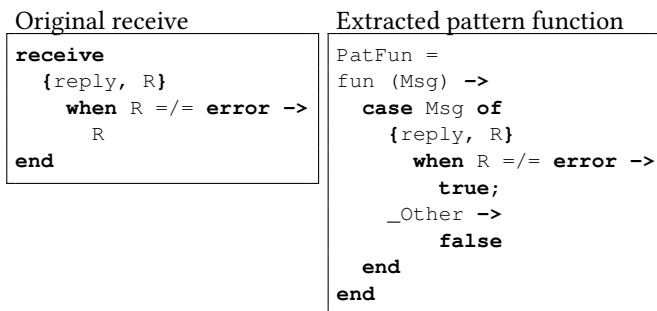 Original receive
receive
  {reply, R}
    when R =/= error ->
      R
end
Extracted pattern function
PatFun =
fun (Msg) ->
  case Msg of
    {reply, R}
      when R =/= error ->
        true;
    _Other ->
        false
  end
end